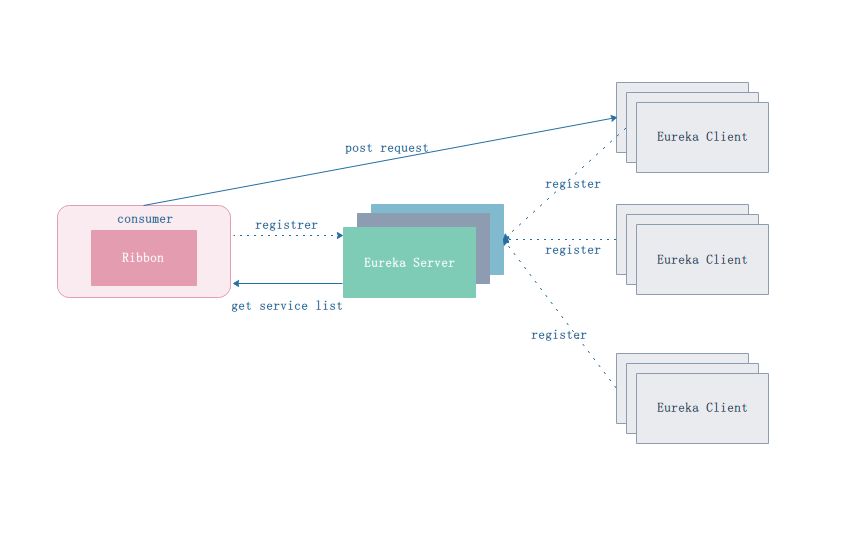 post request
Eureka Client
register
consumer
registrer
Ribbon
Eureka Server
register
Eureka Client
get service list
register
Eureka Client